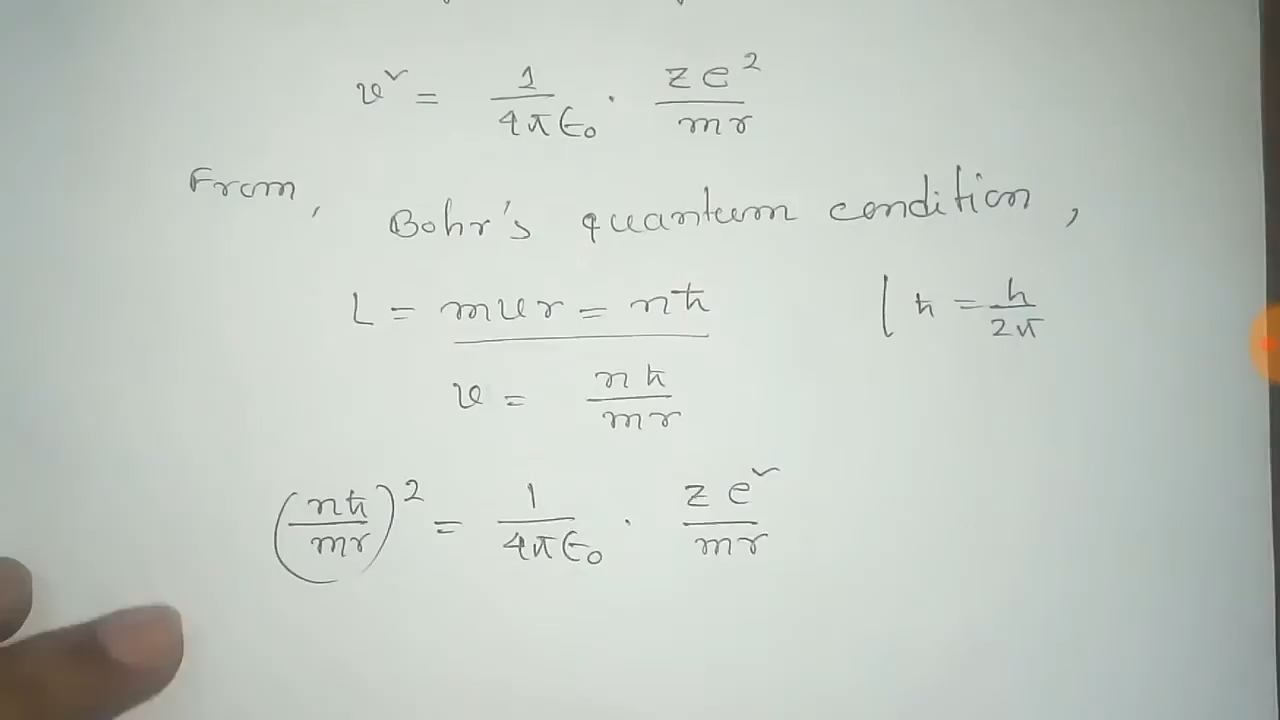 v² = 1/4πϵ₀ · ze²/mr
From,
Bohr's quantum condition,
L = mvr = nħ | ħ = h/2π
v = nħ/mr
(nħ/mr)² = 1/4πϵ₀ · ze²/mr